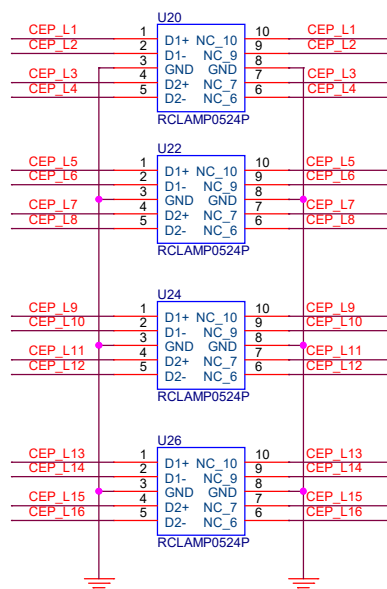 U20
CEP_L1 1 D1+ NC_10 10 CEP_L1
CEP_L2 2 D1- NC_9 9 CEP_L2
3 GND GND 8
CEP_L3 4 D2+ NC_7 7 CEP_L3
CEP_L4 5 D2- NC_6 6 CEP_L4
RCLAMP0524P
U22
CEP_L5 1 D1+ NC_10 10 CEP_L5
CEP_L6 2 D1- NC_9 9 CEP_L6
3 GND GND 8
CEP_L7 4 D2+ NC_7 7 CEP_L7
CEP_L8 5 D2- NC_6 6 CEP_L8
RCLAMP0524P
U24
CEP_L9 1 D1+ NC_10 10 CEP_L9
CEP_L10 2 D1- NC_9 9 CEP_L10
3 GND GND 8
CEP_L11 4 D2+ NC_7 7 CEP_L11
CEP_L12 5 D2- NC_6 6 CEP_L12
RCLAMP0524P
U26
CEP_L13 1 D1+ NC_10 10 CEP_L13
CEP_L14 2 D1- NC_9 9 CEP_L14
3 GND GND 8
CEP_L15 4 D2+ NC_7 7 CEP_L15
CEP_L16 5 D2- NC_6 6 CEP_L16
RCLAMP0524P